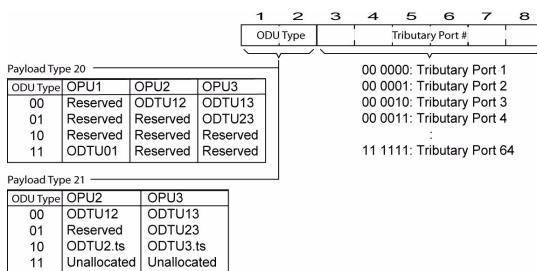 1 2 3 4 5 6 7 8
ODU Type Tributary Port #
Payload Type 20
ODU Type OPU1 OPU2 OPU3
00 Reserved ODTU12 ODTU13
01 Reserved Reserved ODTU23
10 Reserved Reserved Reserved
11 ODTU01 Reserved Reserved
00 0000: Tributary Port 1
00 0001: Tributary Port 2
00 0010: Tributary Port 3
00 0011: Tributary Port 4
:
11 1111: Tributary Port 64
Payload Type 21
ODU Type OPU2 OPU3
00 ODTU12 ODTU13
01 Reserved ODTU23
10 ODTU2.ts ODTU3.ts
11 Unallocated Unallocated